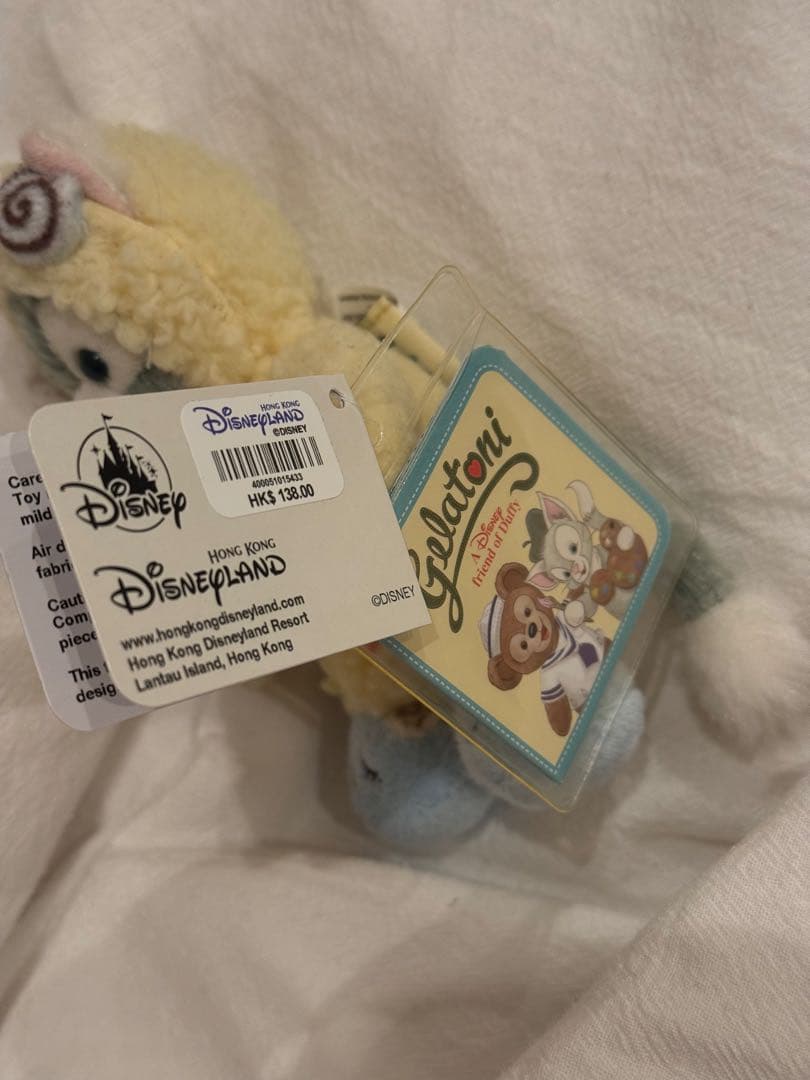 Disney
HONG KONG
DISNEYLAND
©DISNEY
400051015433
HK$ 138.00
HONG KONG
DISNEYLAND
©DISNEY
www.hongkongdisneyland.com
Hong Kong Disneyland Resort
Lantau Island, Hong Kong
Care
Toy
mild
Air d
fabri
Caut
Com
piece
This
desig
Gelatoni
A DISNEY
friend of Duffy